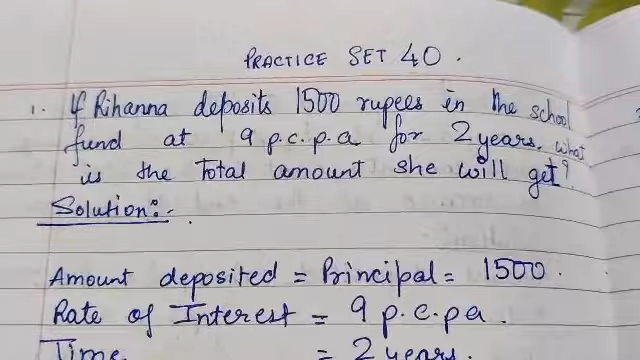 PRACTICE SET 40.
1. If Rihanna deposits 1500 rupees in the school
fund at 9 p.c.p.a for 2 years. what
is the total amount she will get?
Solution:-
Amount deposited = Principal = 1500.
Rate of Interest = 9 p.c.p.a.
Time = 2 years.